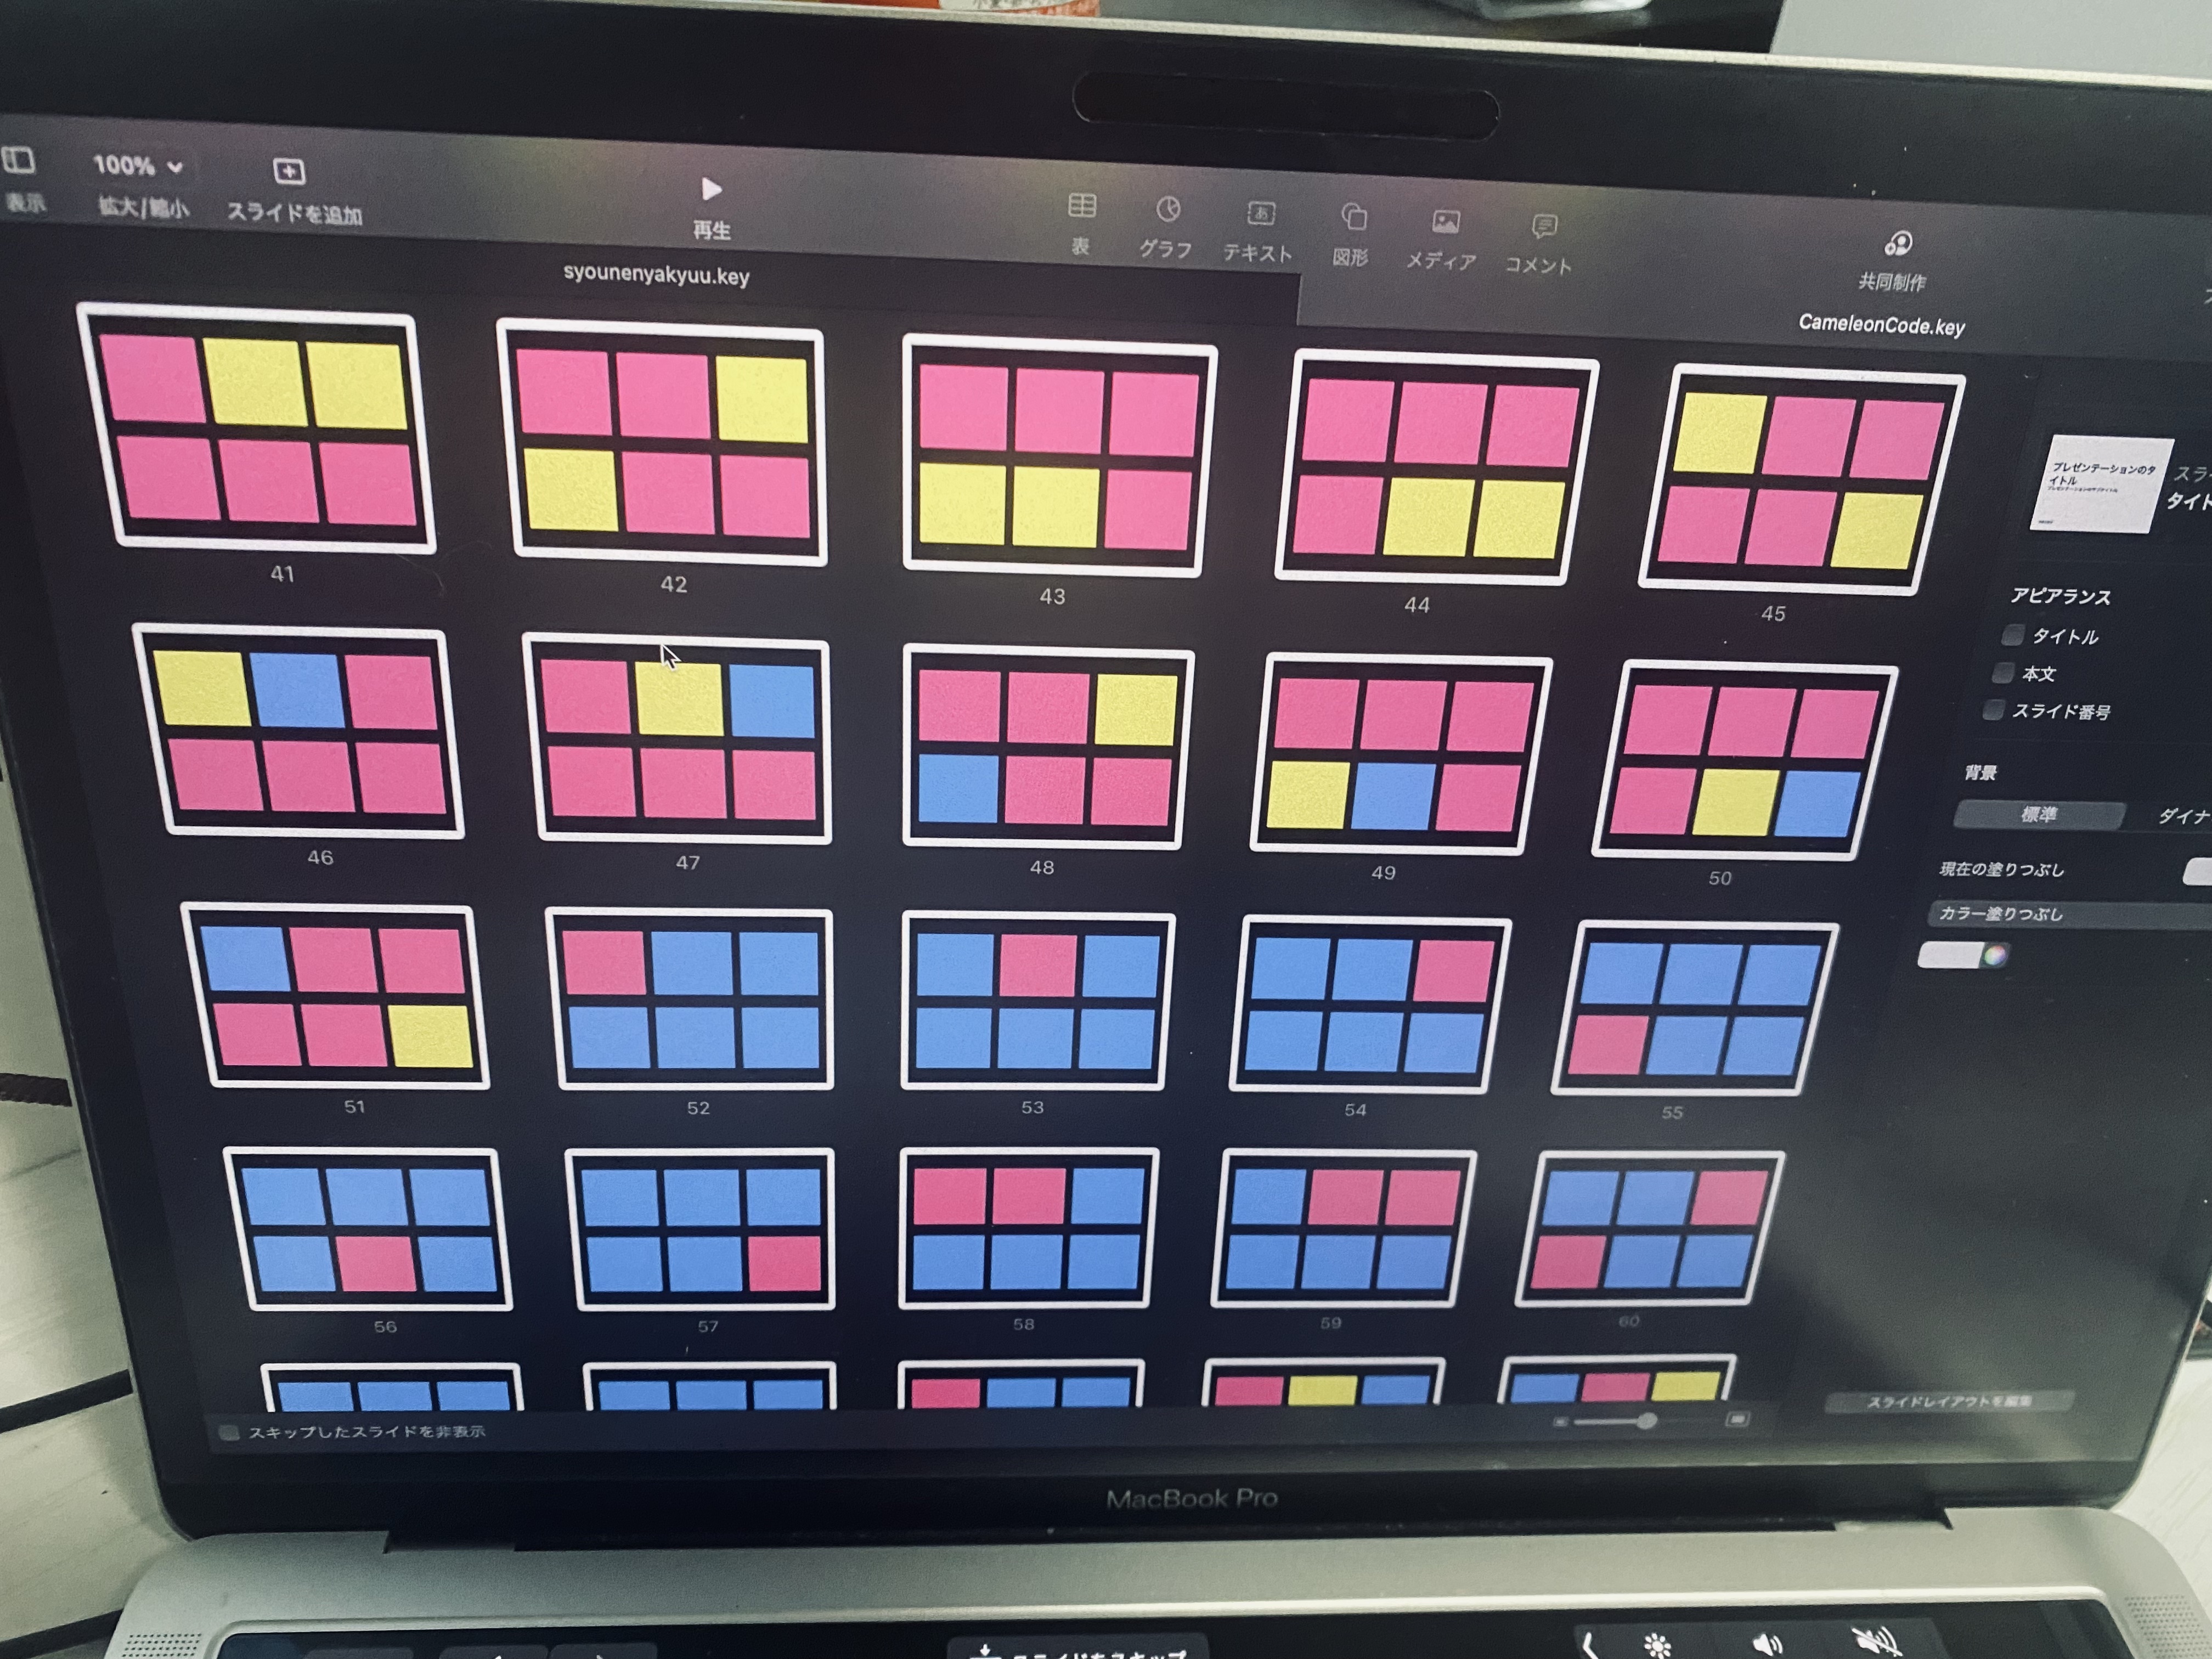 100%
表示
拡大/縮小
スライドを追加
再生
表
グラフ
テキスト
図形
メディア
コメント
共同制作
syounenyakyuu.key
CameleonCode.key
41
42
43
44
45
プレゼンテーションのタ
イトル
スラ
タイト
アピアランス
タイトル
本文
スライド番号
46
47
48
49
50
背景
標準
ダイナ
現在の塗りつぶし
カラー塗りつぶし
51
52
53
54
55
56
57
58
59
60
スライドレイアウトを編集
スキップしたスライドを非表示
MacBook Pro
スライドをスキップ